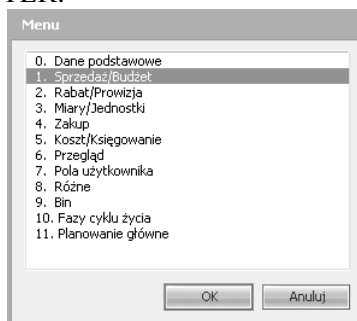 Menu
0. Dane podstawowe
1. Sprzedaż/Budżet
2. Rabat/Prowizja
3. Miary/Jednostki
4. Zakup
5. Koszt/Księgowanie
6. Przegląd
7. Pola użytkownika
8. Różne
9. Bin
10. Fazy cyklu życia
11. Planowanie główne
OK Anuluj